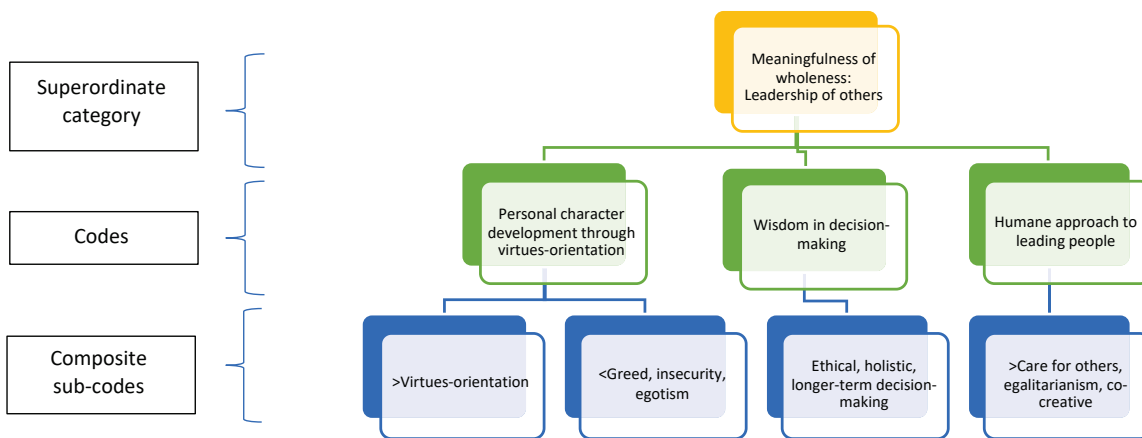 Superordinate
category
Meaningfulness of
wholeness:
Leadership of others
Codes
Personal character
development through
virtues-orientation
Wisdom in decision-
making
Humane approach to
leading people
Composite
sub-codes
>Virtues-orientation
<Greed, insecurity,
egotism
Ethical, holistic,
longer-term decision-
making
>Care for others,
egalitarianism, co-
creative